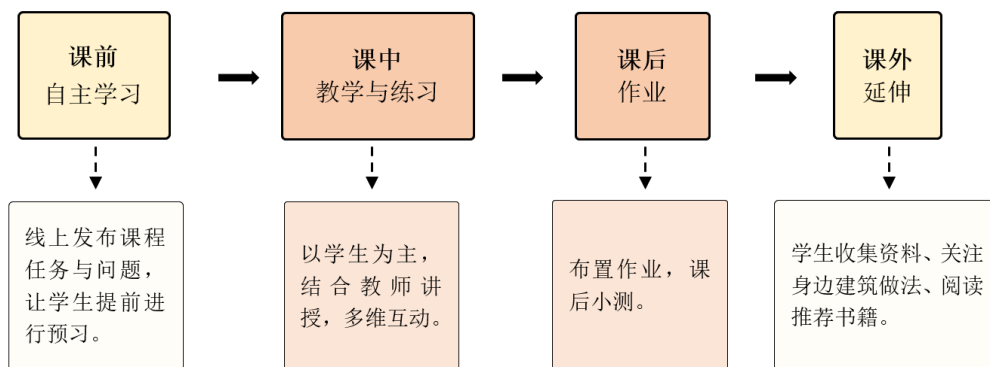 课前
自主学习
课中
教学与练习
课后
作业
课外
延伸
线上发布课程
任务与问题，
让学生提前进
行预习。
以学生为主，
结合教师讲
授，多维互动。
布置作业，课
后小测。
学生收集资料、关注
身边建筑做法、阅读
推荐书籍。